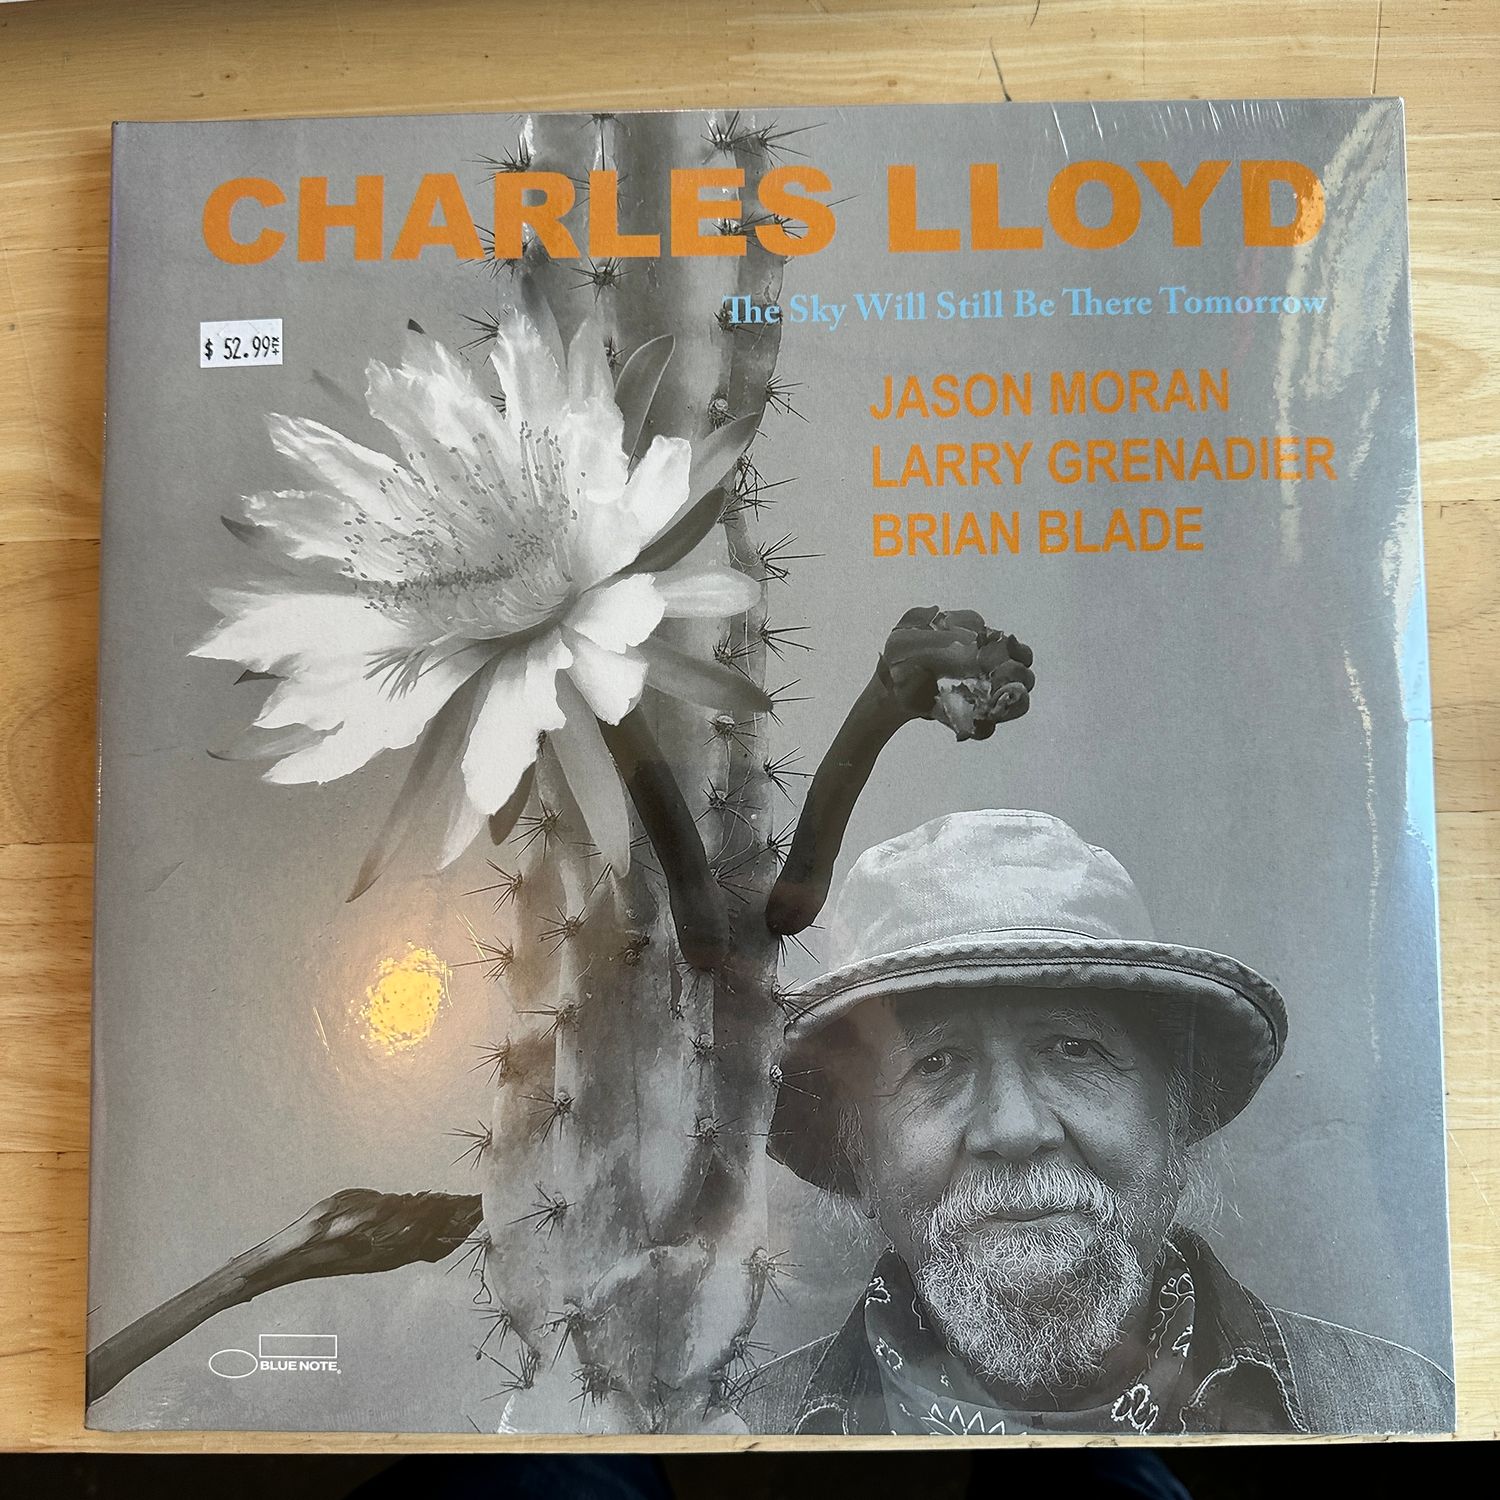 CHARLES LLOYD
The Sky Will Still Be There Tomorrow
$ 52.99 +TX
JASON MORAN
LARRY GRENADIER
BRIAN BLADE
BLUE NOTE